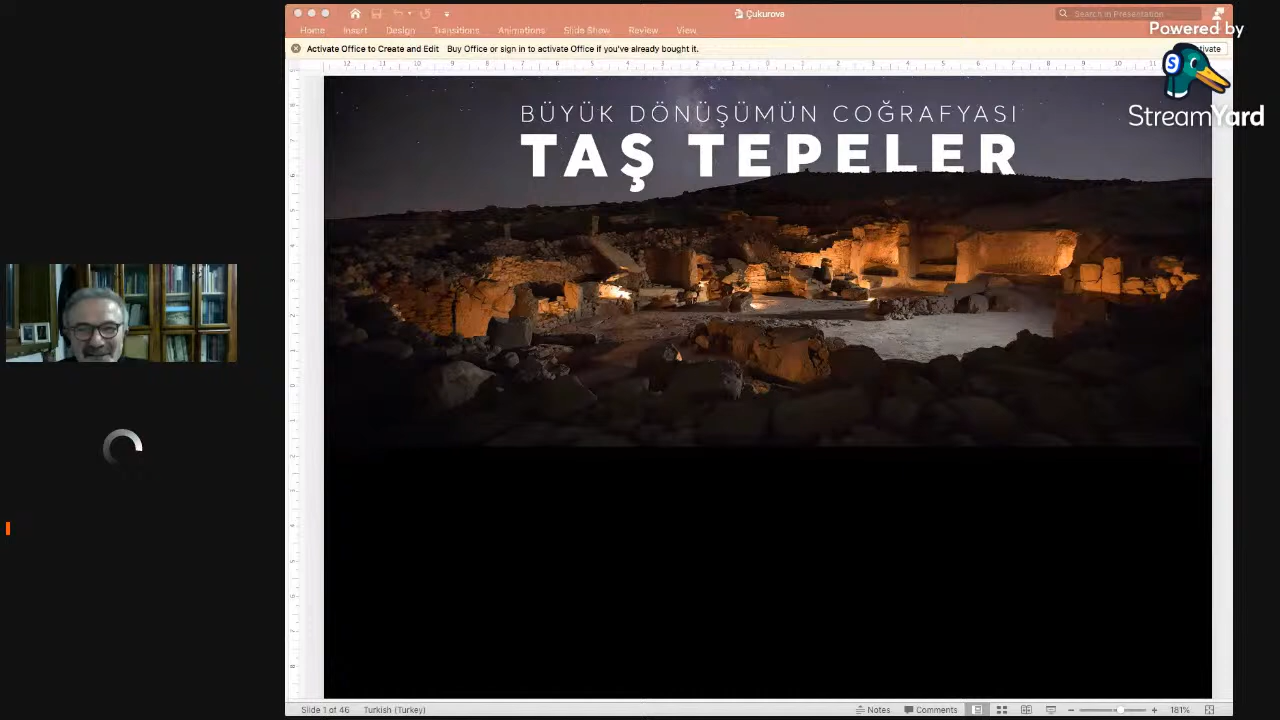 Çukurova
Search in Presentation
Home Insert Design Transitions Animations Slide Show Review View
Powered by
StreamYard
Activate Office to Create and Edit Buy Office or sign in to activate Office if you've already bought it.
BÜYÜK DÖNÜŞÜMÜN COĞRAFYASI
TAŞ TEPELER
Slide 1 of 46 Turkish (Turkey) Notes Comments 181%